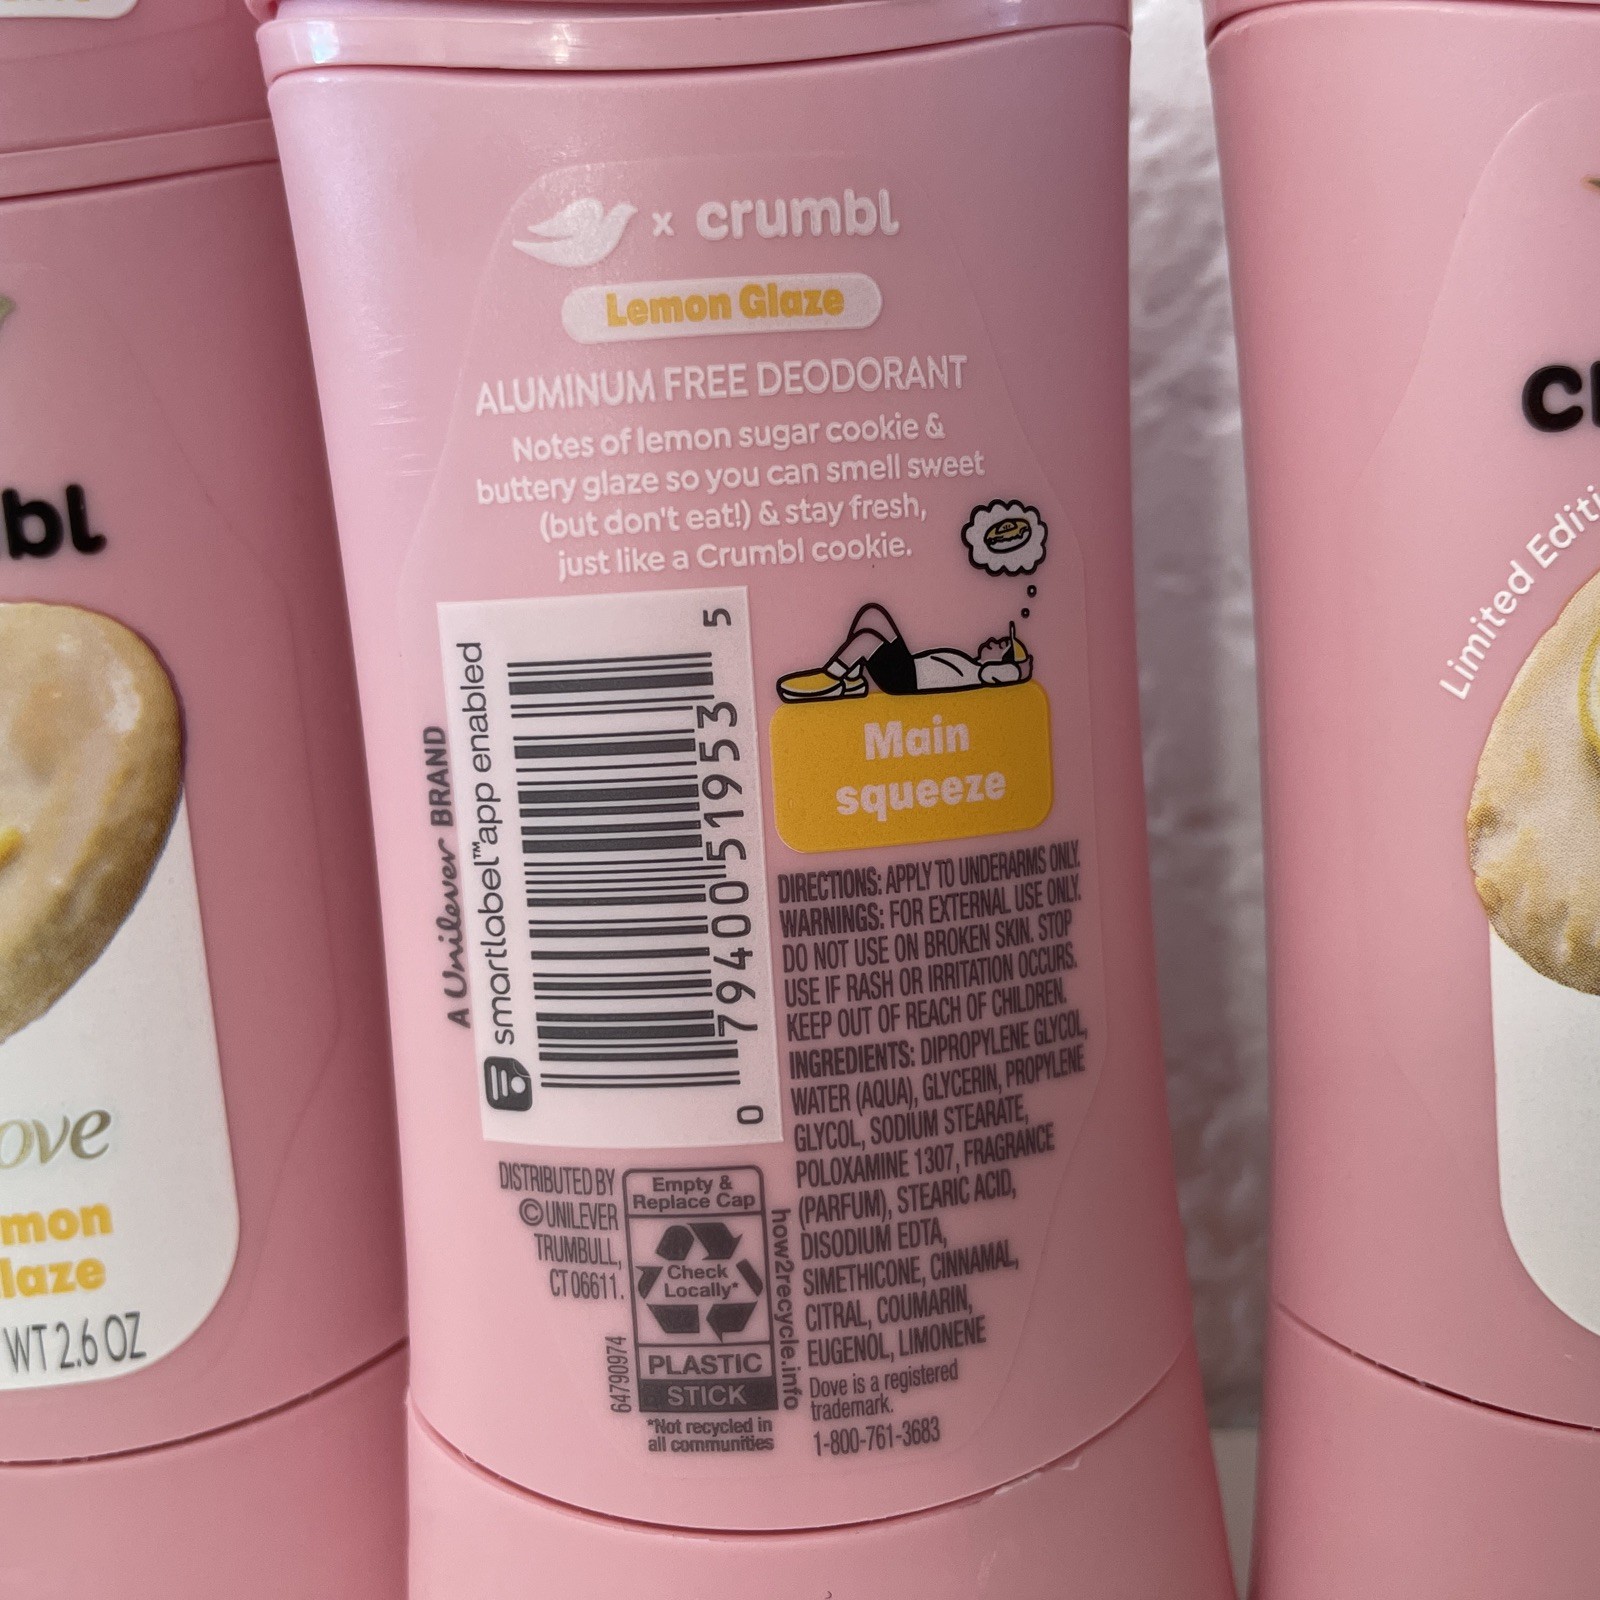 x crumbl
Lemon Glaze
ALUMINUM FREE DEODORANT
Notes of lemon sugar cookie &
buttery glaze so you can smell sweet
(but don't eat!) & stay fresh,
just like a Crumbl cookie.
A Unilever BRAND
smartlabel™ app enabled
0 79400 51953 5
Main
squeeze
DIRECTIONS: APPLY TO UNDERARMS ONLY.
WARNINGS: FOR EXTERNAL USE ONLY.
DO NOT USE ON BROKEN SKIN. STOP
USE IF RASH OR IRRITATION OCCURS.
KEEP OUT OF REACH OF CHILDREN.
INGREDIENTS: DIPROPYLENE GLYCOL,
WATER (AQUA), GLYCERIN, PROPYLENE
GLYCOL, SODIUM STEARATE,
POLOXAMINE 1307, FRAGRANCE
(PARFUM), STEARIC ACID,
DISODIUM EDTA,
SIMETHICONE, CINNAMAL,
CITRAL, COUMARIN,
EUGENOL, LIMONENE
Dove is a registered
trademark.
1-800-761-3683
DISTRIBUTED BY
© UNILEVER
TRUMBULL,
CT 06611.
64790974
Empty &
Replace Cap
Check
Locally*
PLASTIC
STICK
*Not recycled in
all communities
how2recycle.info
bl
ove
mon
laze
WT 2.6 OZ
Limited Editi
c